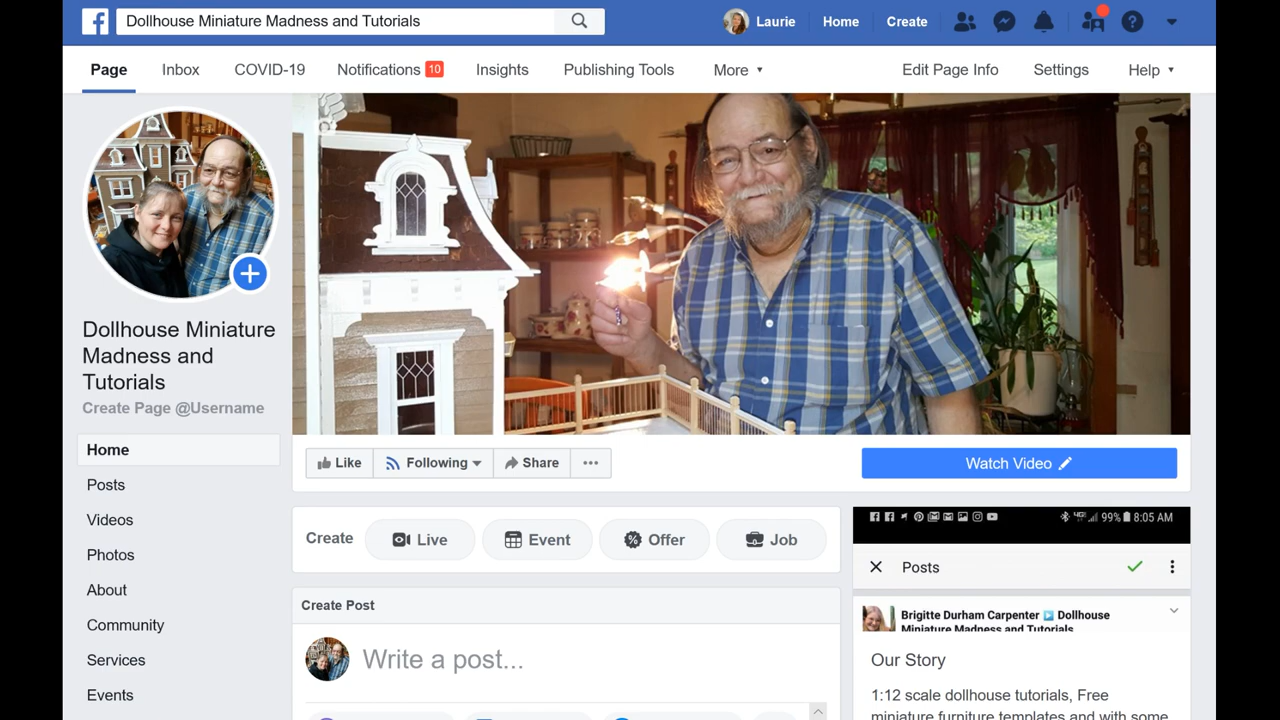 Dollhouse Miniature Madness and Tutorials
Laurie Home Create
Page Inbox COVID-19 Notifications 10 Insights Publishing Tools More Edit Page Info Settings Help
Dollhouse Miniature
Madness and
Tutorials
Create Page @Username
Home
Posts
Videos
Photos
About
Community
Services
Events
Like Following Share ...
Watch Video
Create Live Event Offer Job
Create Post
Write a post...
4G 99% 8:05 AM
Posts
Brigitte Durham Carpenter Dollhouse
Miniature Madness and Tutorials
Our Story
1:12 scale dollhouse tutorials, Free
miniature furniture templates and with some